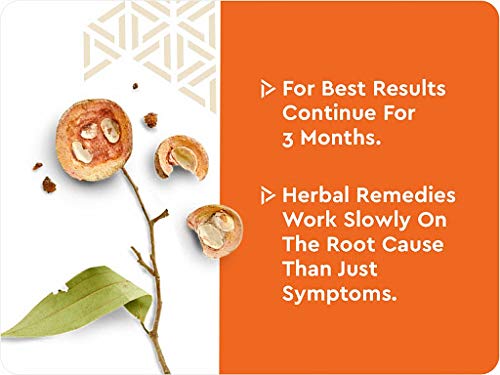 For Best Results
Continue For
3 Months.
Herbal Remedies
Work Slowly On
The Root Cause
Than Just
Symptoms.